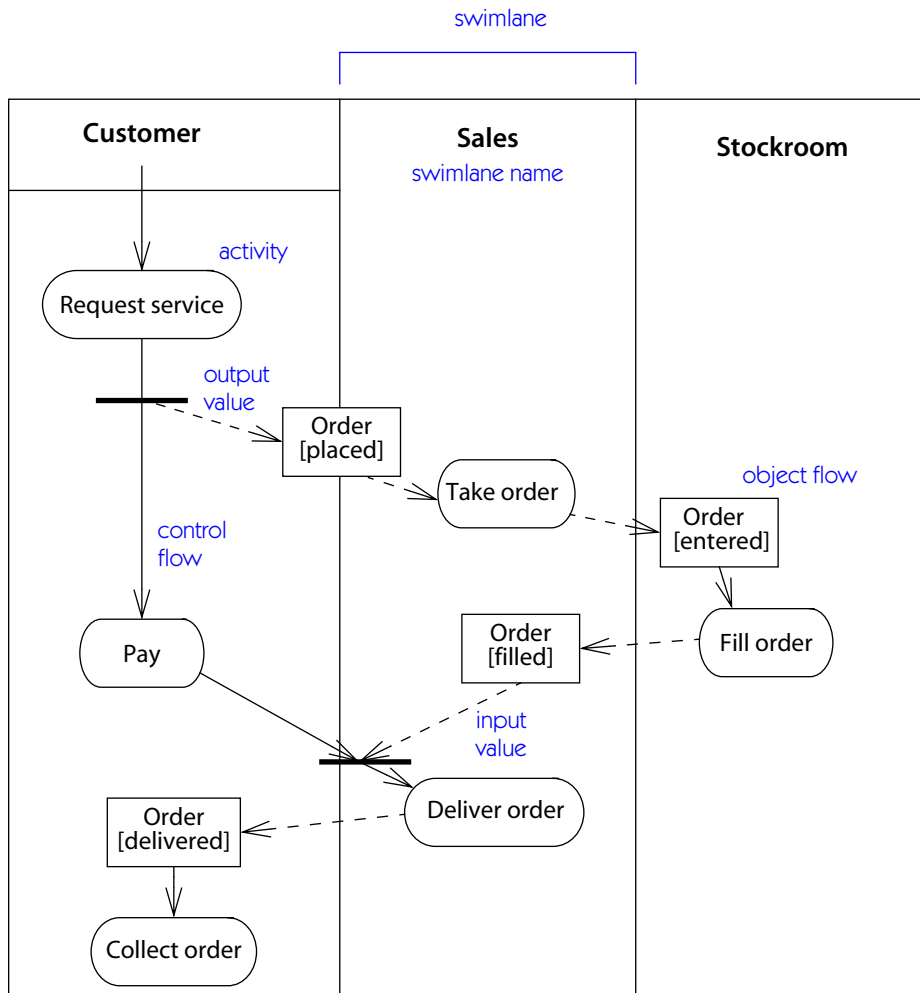 swimlane
Customer
Sales
Stockroom
swimlane name
activity
Request service
output
value
Order
[placed]
Take order
object flow
Order
[entered]
control
flow
Order
[filled]
Fill order
Pay
input
value
Deliver order
Order
[delivered]
Collect order